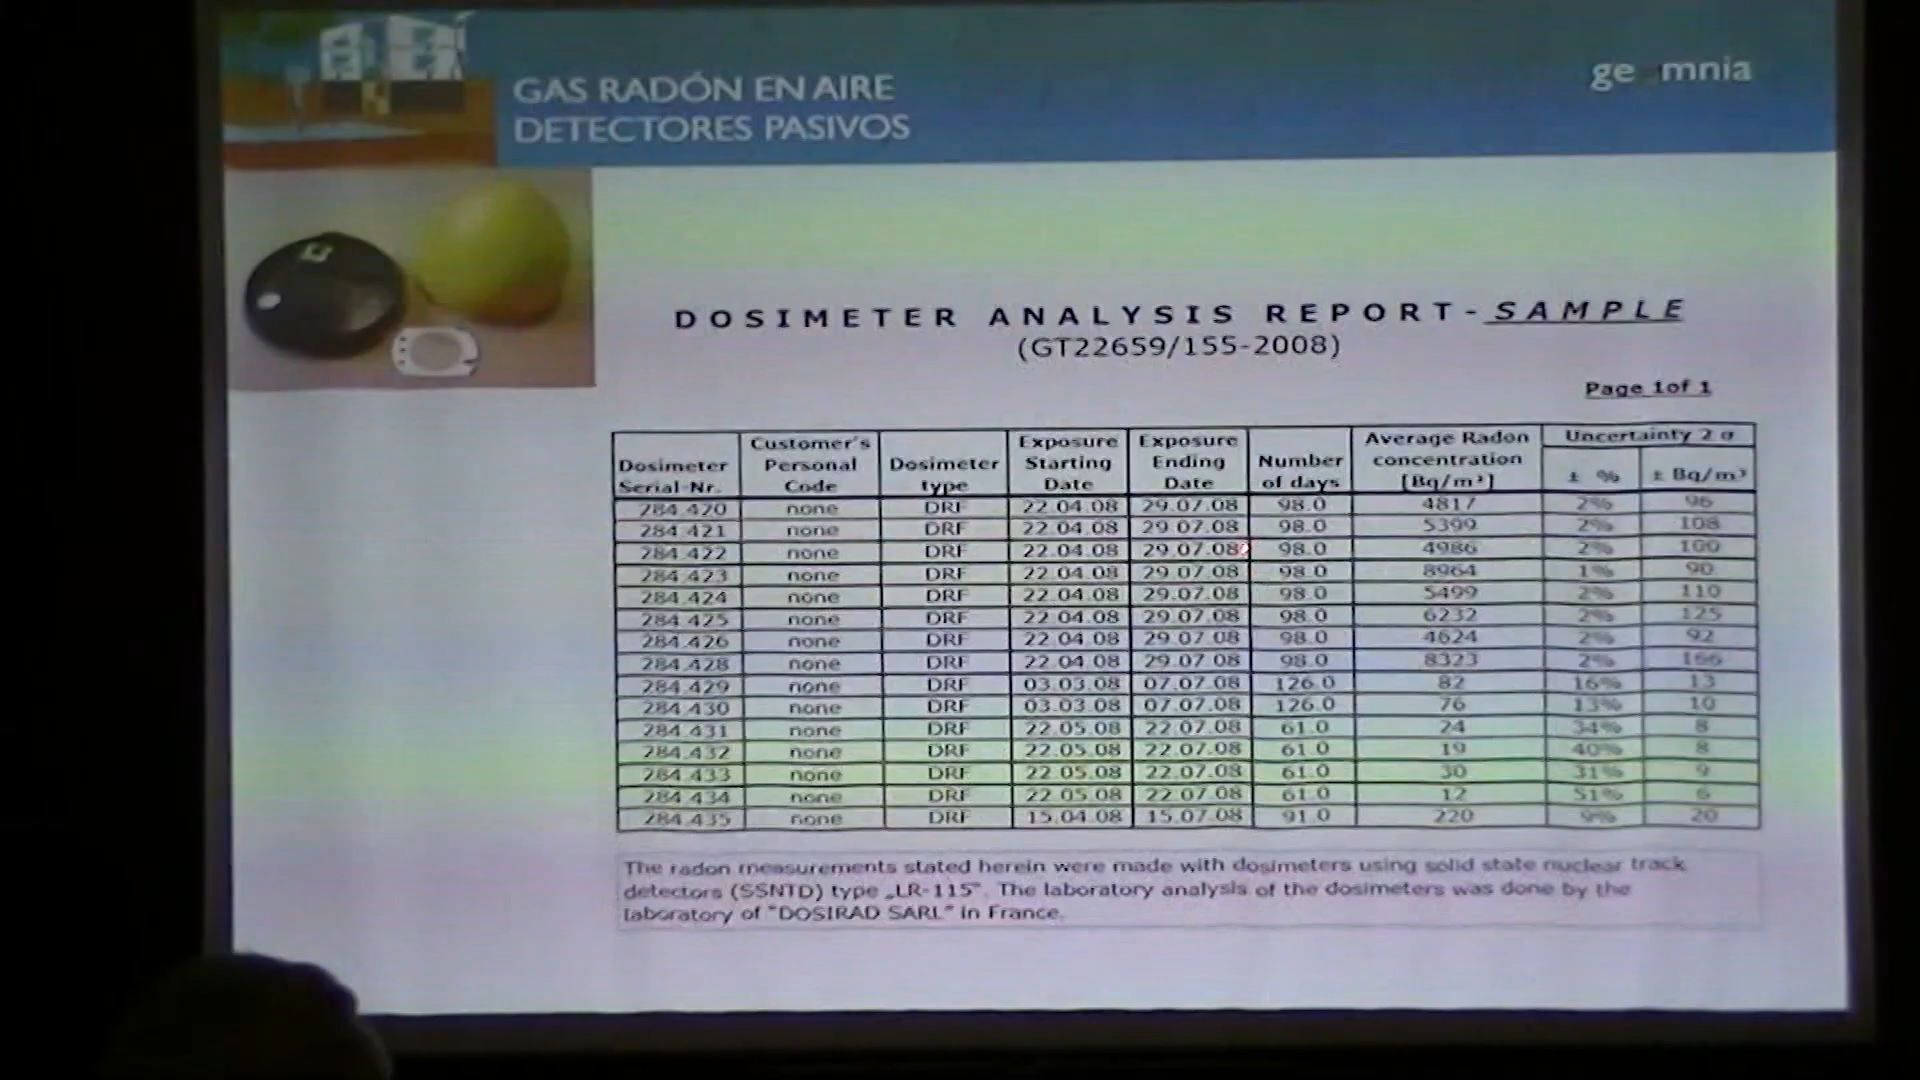 GAS RADÓN EN AIRE
DETECTORES PASIVOS
ge mnia
DOSIMETER ANALYSIS REPORT - SAMPLE
(GT22659/155-2008)
Page 1of 1
Dosimeter Serial-Nr. Customer's Personal Code Dosimeter type Exposure Starting Date Exposure Ending Date Number of days Average Radon concentration [Bq/m³] Uncertainty 2 σ ± % ± Bq/m³
284.420 none DRF 22.04.08 29.07.08 98.0 4817 2% 96
284.421 none DRF 22.04.08 29.07.08 98.0 5399 2% 108
284.422 none DRF 22.04.08 29.07.08 98.0 4986 2% 100
284.423 none DRF 22.04.08 29.07.08 98.0 8964 1% 90
284.424 none DRF 22.04.08 29.07.08 98.0 5499 2% 110
284.425 none DRF 22.04.08 29.07.08 98.0 6232 2% 125
284.426 none DRF 22.04.08 29.07.08 98.0 4624 2% 92
284.428 none DRF 22.04.08 29.07.08 98.0 8323 2% 166
284.429 none DRF 03.03.08 07.07.08 126.0 82 16% 13
284.430 none DRF 03.03.08 07.07.08 126.0 76 13% 10
284.431 none DRF 22.05.08 22.07.08 61.0 24 34% 8
284.432 none DRF 22.05.08 22.07.08 61.0 19 40% 8
284.433 none DRF 22.05.08 22.07.08 61.0 30 31% 9
284.434 none DRF 22.05.08 22.07.08 61.0 12 51% 6
284.435 none DRF 15.04.08 15.07.08 91.0 220 9% 20
The radon measurements stated herein were made with dosimeters using solid state nuclear track
detectors (SSNTD) type „LR-115". The laboratory analysis of the dosimeters was done by the
laboratory of "DOSIRAD SARL" in France.